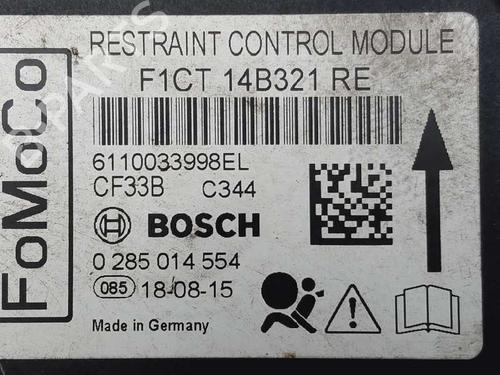 FoMoCo
RESTRAINT CONTROL MODULE
F1CT 14B321 RE
6110033998EL
CF33B C344
BOSCH
0 285 014 554
085 18-08-15
Made in Germany